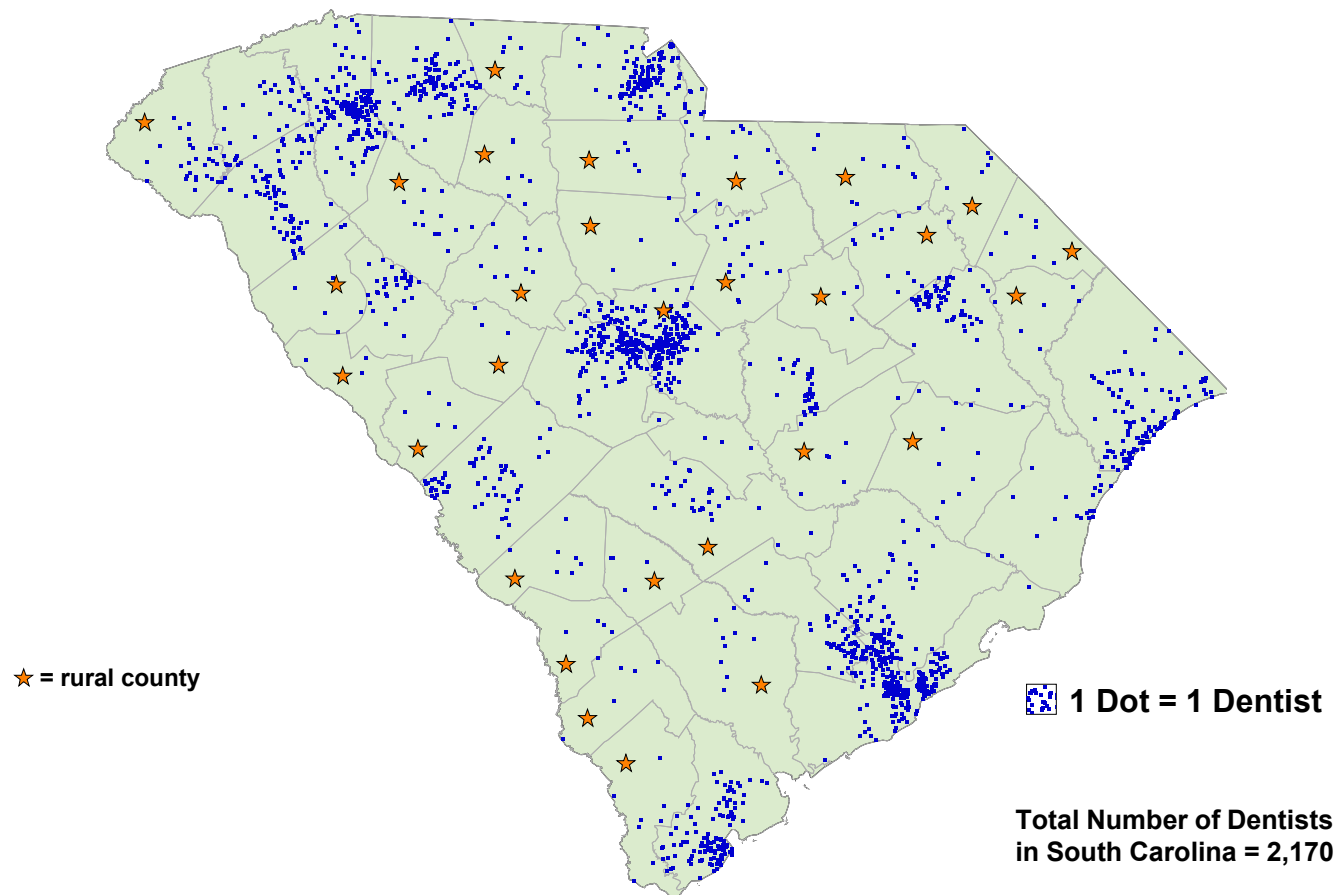 = rural county
1 Dot = 1 Dentist
Total Number of Dentists
in South Carolina = 2,170